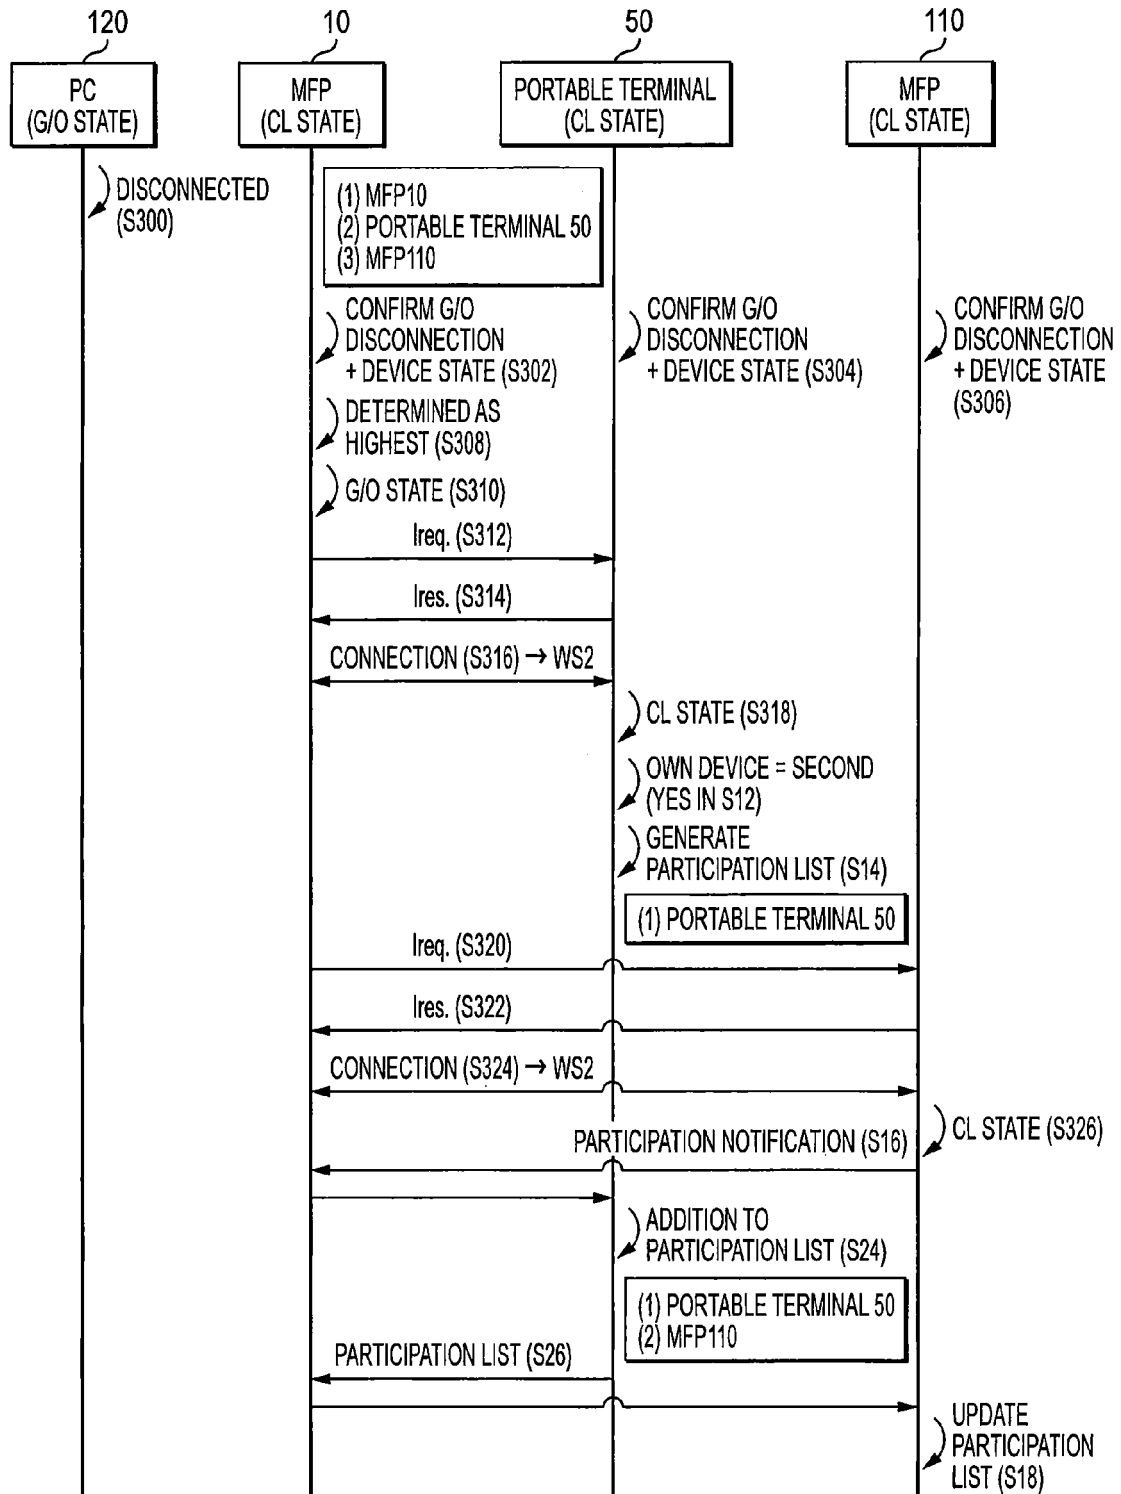 120
10
50
110
PC
(G/O STATE)
MFP
(CL STATE)
PORTABLE TERMINAL
(CL STATE)
MFP
(CL STATE)
DISCONNECTED
(S300)
(1) MFP10
(2) PORTABLE TERMINAL 50
(3) MFP110
CONFIRM G/O
DISCONNECTION
+ DEVICE STATE (S302)
CONFIRM G/O
DISCONNECTION
+ DEVICE STATE (S304)
CONFIRM G/O
DISCONNECTION
+ DEVICE STATE
(S306)
DETERMINED AS
HIGHEST (S308)
G/O STATE (S310)
Ireq. (S312)
Ires. (S314)
CONNECTION (S316) → WS2
CL STATE (S318)
OWN DEVICE = SECOND
(YES IN S12)
GENERATE
PARTICIPATION LIST (S14)
(1) PORTABLE TERMINAL 50
Ireq. (S320)
Ires. (S322)
CONNECTION (S324) → WS2
CL STATE (S326)
PARTICIPATION NOTIFICATION (S16)
ADDITION TO
PARTICIPATION LIST (S24)
(1) PORTABLE TERMINAL 50
(2) MFP110
PARTICIPATION LIST (S26)
UPDATE
PARTICIPATION
LIST (S18)